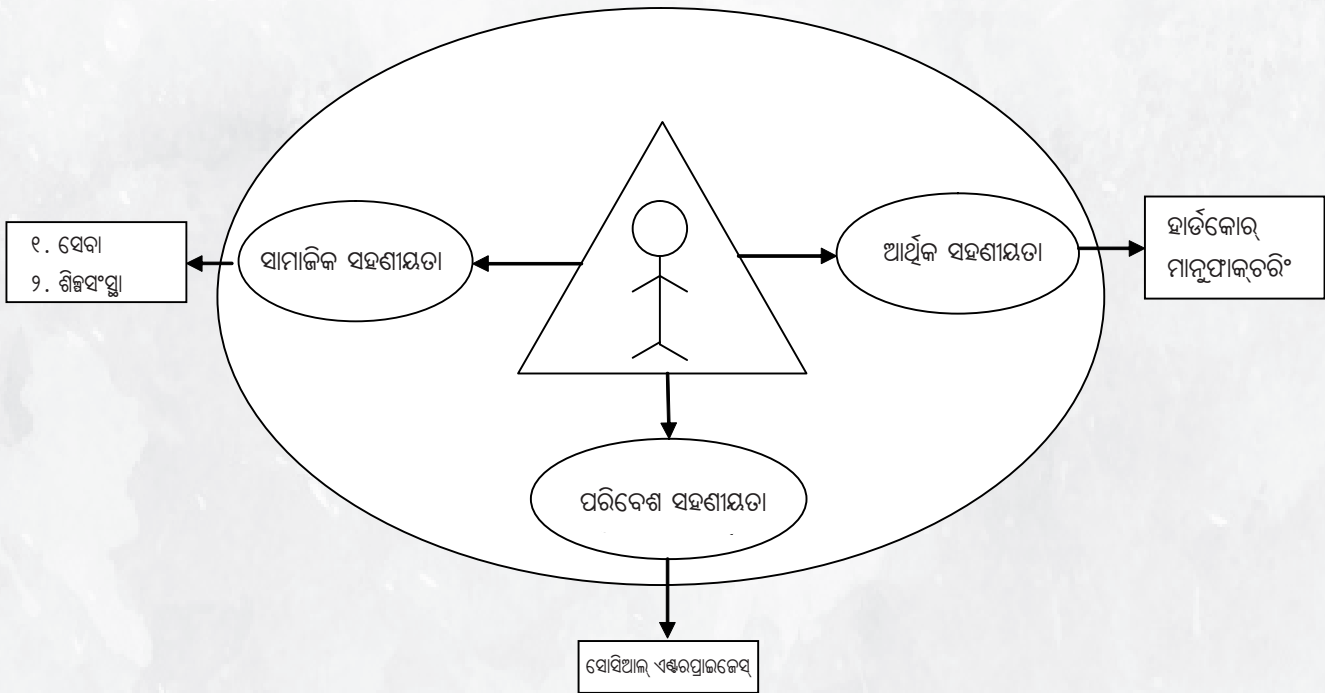 ୧. ସେବା
୨. ଶିଳ୍ପସଂସ୍ଥା
ସାମାଜିକ ସହଣୀୟତା
ଆର୍ଥିକ ସହଣୀୟତା
ହାର୍ଡକୋର୍
ମାନୁଫାକ୍‌ଚରିଂ
ପରିବେଶ ସହଣୀୟତା
ସୋସିଆଲ୍ ଏଣ୍ଟରପ୍ରାଇଜେସ୍